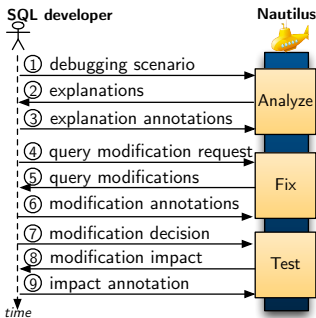 SQL developer
Nautilus
① debugging scenario
② explanations
Analyze
③ explanation annotations
④ query modification request
⑤ query modifications
Fix
⑥ modification annotations
⑦ modification decision
⑧ modification impact
Test
⑨ impact annotation
time